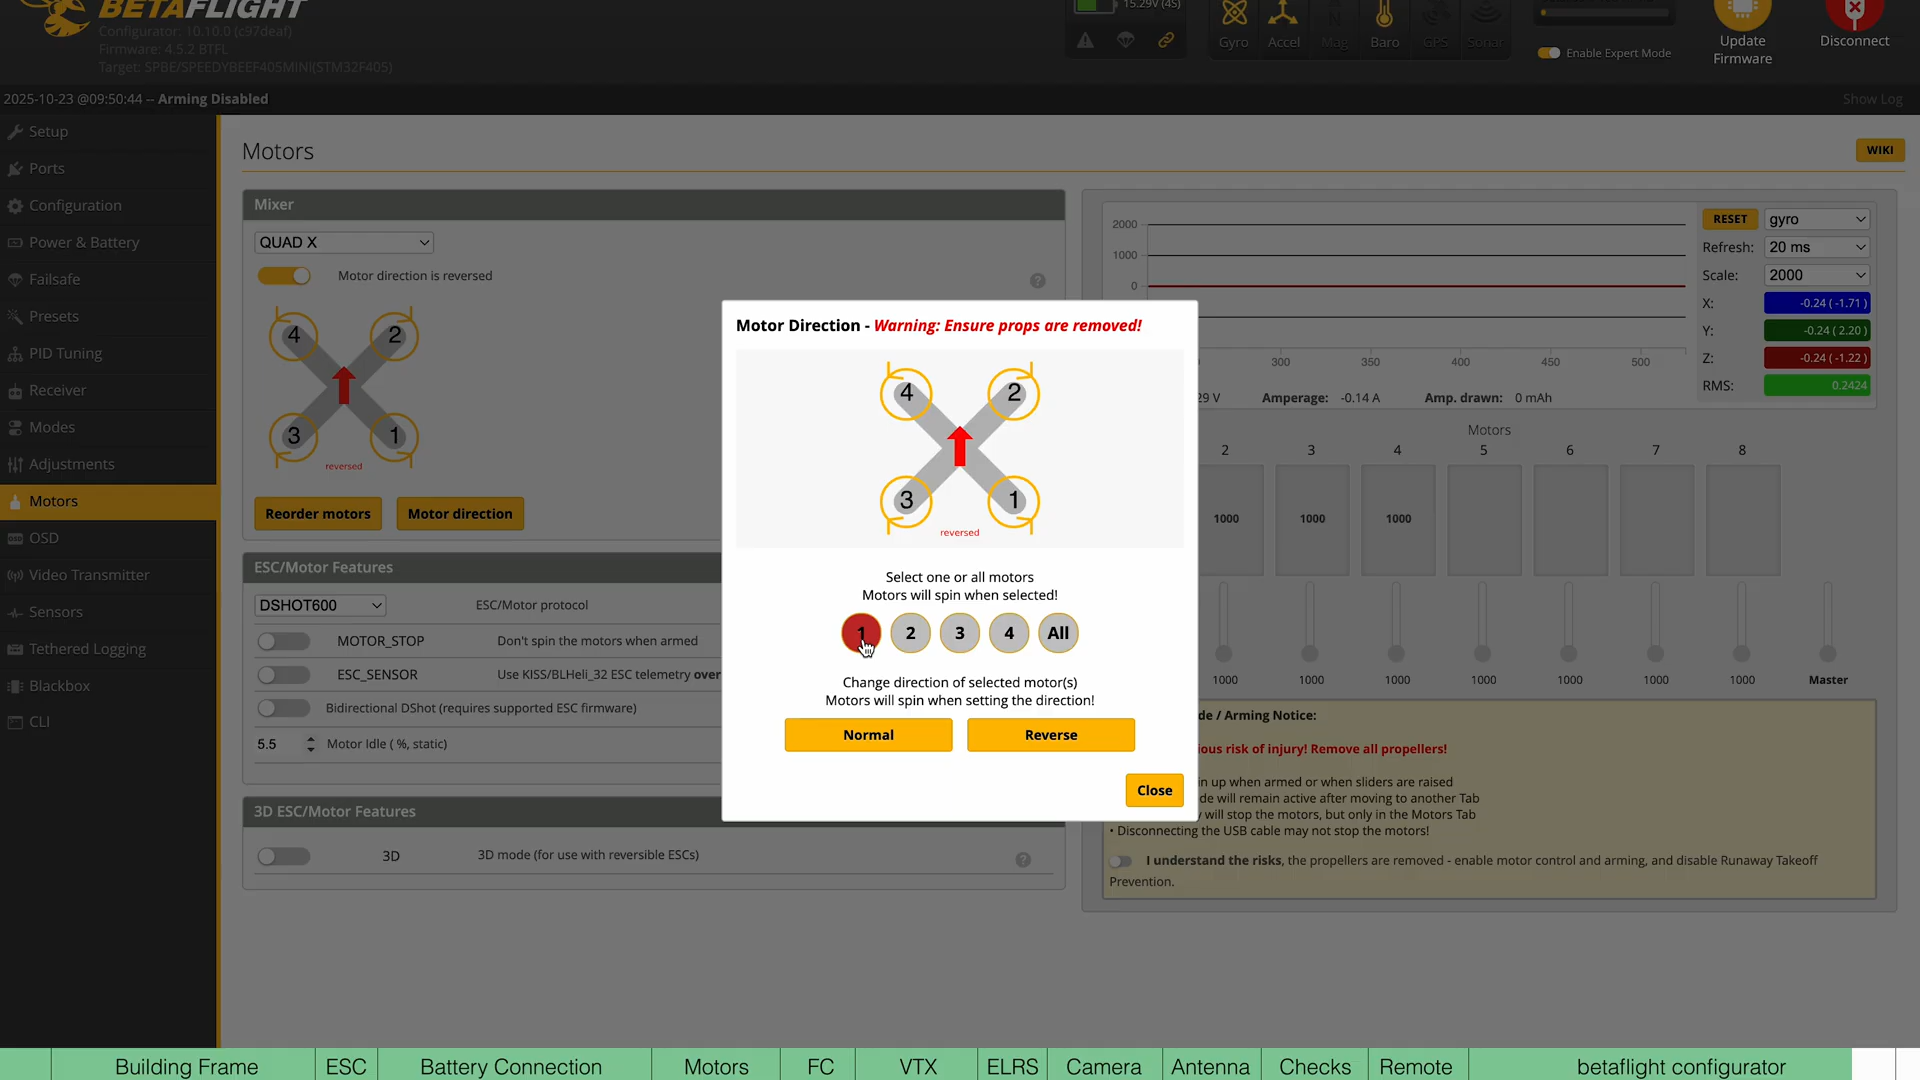 BETAFLIGHT
Configurator: 10.10.0 (c97deaf)
Firmware: 4.5.2 BTFL
Target: SPBE/SPEEDYBEEF405MINI(STM32F405)
15.29V (4S)
Gyro
Accel
Mag
Baro
GPS
Sonar
Enable Expert Mode
Update
Firmware
Disconnect
2025-10-23 @09:50:44 -- Arming Disabled
Show Log
Setup
Ports
Configuration
Power & Battery
Failsafe
Presets
PID Tuning
Receiver
Modes
Adjustments
Motors
OSD
Video Transmitter
Sensors
Tethered Logging
Blackbox
CLI
Motors
WIKI
Mixer
QUAD X
Motor direction is reversed
?
4
2
3
1
reversed
Reorder motors
Motor direction
ESC/Motor Features
DSHOT600
ESC/Motor protocol
MOTOR_STOP
Don't spin the motors when armed
ESC_SENSOR
Use KISS/BLHeli_32 ESC telemetry over
Bidirectional DShot (requires supported ESC firmware)
5.5
Motor Idle ( %, static)
3D ESC/Motor Features
3D
3D mode (for use with reversible ESCs)
?
Motor Direction - Warning: Ensure props are removed!
4
2
3
1
reversed
Select one or all motors
Motors will spin when selected!
1
2
3
4
All
Change direction of selected motor(s)
Motors will spin when setting the direction!
Normal
Reverse
Close
2000
1000
0
300
350
400
450
500
RESET
gyro
Refresh:
20 ms
Scale:
2000
X:
-0.24 ( -1.71 )
Y:
-0.24 ( 2.20 )
Z:
-0.24 ( -1.22 )
RMS:
0.2424
29 V
Amperage: -0.14 A
Amp. drawn: 0 mAh
Motors
2
3
4
5
6
7
8
1000
1000
1000
1000
1000
1000
1000
1000
1000
1000
Master
de / Arming Notice:
ious risk of injury! Remove all propellers!
in up when armed or when sliders are raised
de will remain active after moving to another Tab
y will stop the motors, but only in the Motors Tab
• Disconnecting the USB cable may not stop the motors!
I understand the risks, the propellers are removed - enable motor control and arming, and disable Runaway Takeoff
Prevention.
Building Frame
ESC
Battery Connection
Motors
FC
VTX
ELRS
Camera
Antenna
Checks
Remote
betaflight configurator